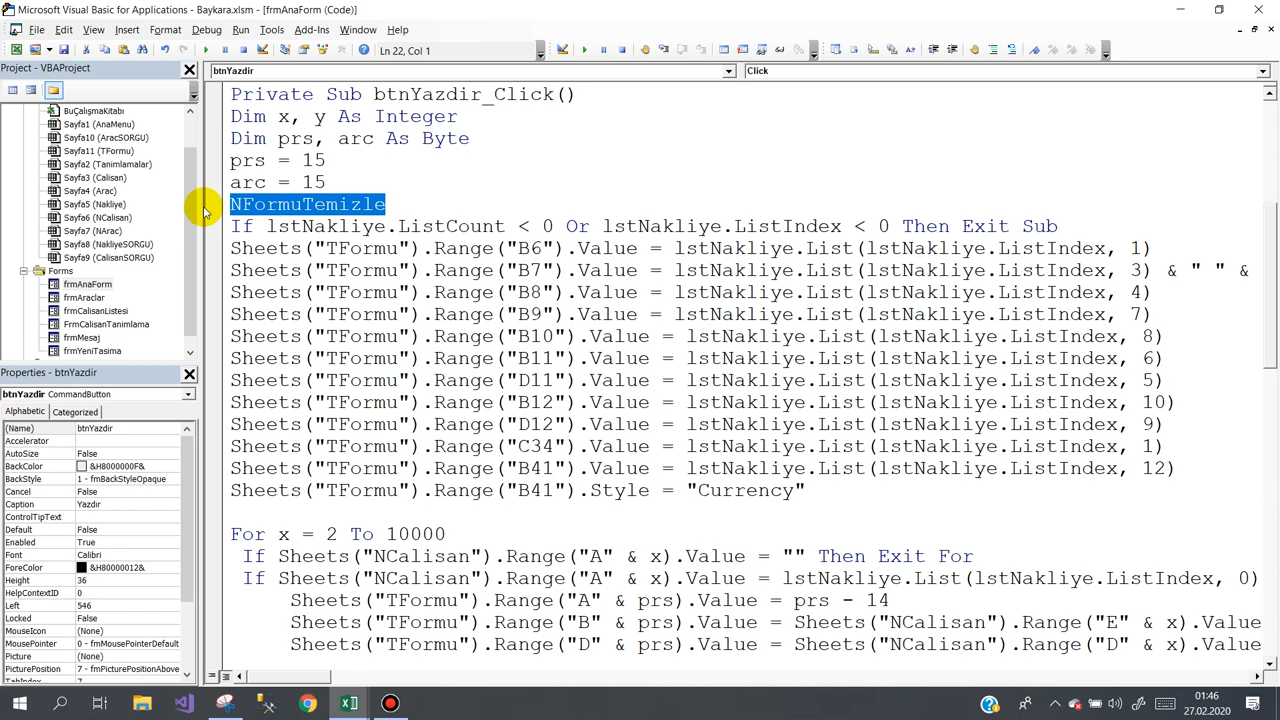 Microsoft Visual Basic for Applications - Baykara.xlsm - [frmAnaForm (Code)]
File Edit View Insert Format Debug Run Tools Add-Ins Window Help
Ln 22, Col 1
Project - VBAProject
btnYazdir
Click
BuÇalışmaKitabı
Sayfa1 (AnaMenu)
Sayfa10 (AracSORGU)
Sayfa11 (TFormu)
Sayfa2 (Tanimlamalar)
Sayfa3 (Calisan)
Sayfa4 (Arac)
Sayfa5 (Nakliye)
Sayfa6 (NCalisan)
Sayfa7 (NArac)
Sayfa8 (NakliyeSORGU)
Sayfa9 (CalisanSORGU)
Forms
frmAnaForm
frmAraclar
frmCalisanListesi
FrmCalisanTanimlama
frmMesaj
frmYeniTasima
Properties - btnYazdir
btnYazdir CommandButton
Alphabetic Categorized
(Name) btnYazdir
Accelerator
AutoSize False
BackColor &H8000000F&
BackStyle 1 - fmBackStyleOpaque
Cancel False
Caption Yazdır
ControlTipText
Default False
Enabled True
Font Calibri
ForeColor &H80000012&
Height 36
HelpContextID 0
Left 546
Locked False
MouseIcon (None)
MousePointer 0 - fmMousePointerDefault
Picture (None)
PicturePosition 7 - fmPicturePositionAbove
Private Sub btnYazdir_Click()
Dim x, y As Integer
Dim prs, arc As Byte
prs = 15
arc = 15
NFormuTemizle
If lstNakliye.ListCount < 0 Or lstNakliye.ListIndex < 0 Then Exit Sub
Sheets("TFormu").Range("B6").Value = lstNakliye.List(lstNakliye.ListIndex, 1)
Sheets("TFormu").Range("B7").Value = lstNakliye.List(lstNakliye.ListIndex, 3) & " " &
Sheets("TFormu").Range("B8").Value = lstNakliye.List(lstNakliye.ListIndex, 4)
Sheets("TFormu").Range("B9").Value = lstNakliye.List(lstNakliye.ListIndex, 7)
Sheets("TFormu").Range("B10").Value = lstNakliye.List(lstNakliye.ListIndex, 8)
Sheets("TFormu").Range("B11").Value = lstNakliye.List(lstNakliye.ListIndex, 6)
Sheets("TFormu").Range("D11").Value = lstNakliye.List(lstNakliye.ListIndex, 5)
Sheets("TFormu").Range("B12").Value = lstNakliye.List(lstNakliye.ListIndex, 10)
Sheets("TFormu").Range("D12").Value = lstNakliye.List(lstNakliye.ListIndex, 9)
Sheets("TFormu").Range("C34").Value = lstNakliye.List(lstNakliye.ListIndex, 1)
Sheets("TFormu").Range("B41").Value = lstNakliye.List(lstNakliye.ListIndex, 12)
Sheets("TFormu").Range("B41").Style = "Currency"
For x = 2 To 10000
If Sheets("NCalisan").Range("A" & x).Value = "" Then Exit For
If Sheets("NCalisan").Range("A" & x).Value = lstNakliye.List(lstNakliye.ListIndex, 0)
Sheets("TFormu").Range("A" & prs).Value = prs - 14
Sheets("TFormu").Range("B" & prs).Value = Sheets("NCalisan").Range("E" & x).Value
Sheets("TFormu").Range("D" & prs).Value = Sheets("NCalisan").Range("D" & x).Value
01:46
27.02.2020